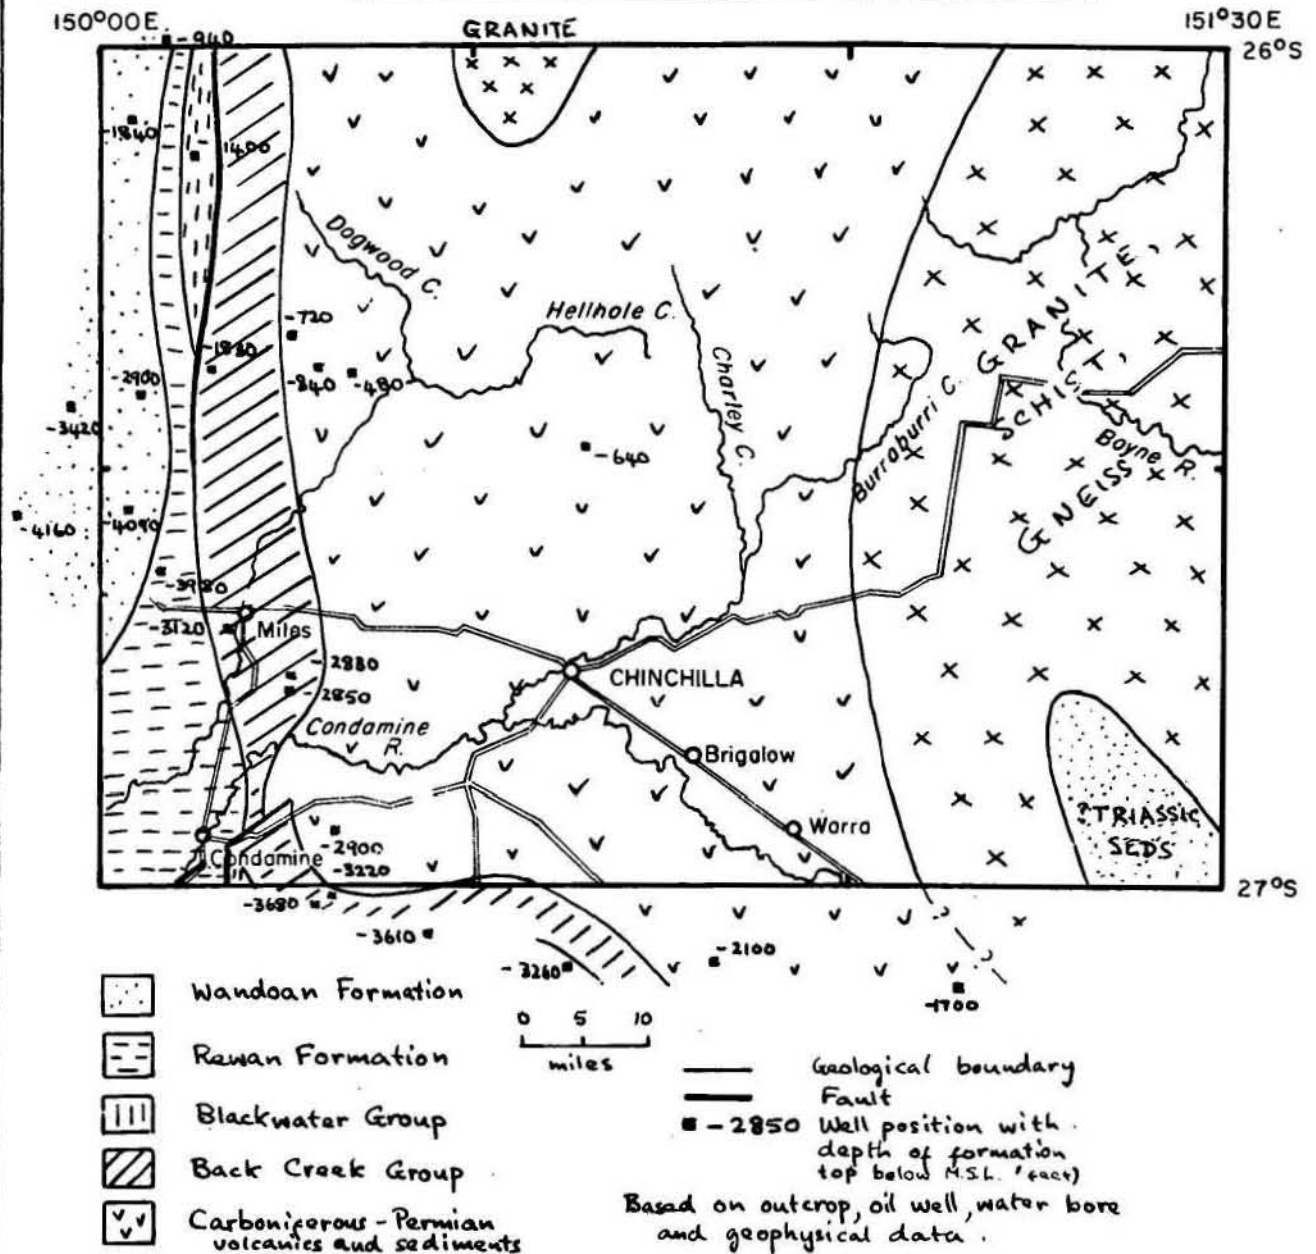 150°00'E
151°30'E
GRANITE
26°S
-940
-1840
1400
Dogwood C.
-720
Hellhole C.
-1880
-840
-480
-2900
-3420
Charley C.
-640
Burraburri C.
GRANITE,
SCHIST,
GNEISS
Boyne R.
-4160
-4090
-3980
-3120
Miles
-2880
-2850
CHINCHILLA
Condamine
R.
Brigalow
Warra
?TRIASSIC
SEDS
Condamine
-2900
-3220
27°S
-3680
-3610
-3260
-2100
-1700
?
?
Wandoan Formation
Rewan Formation
Blackwater Group
Back Creek Group
Carboniferous-Permian
volcanics and sediments
0 5 10
miles
Geological boundary
Fault
-2850 Well position with
depth of formation
top below M.S.L. (feet)
Based on outcrop, oil well, water bore
and geophysical data.